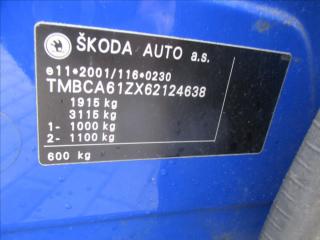 ŠKODA AUTO a.s.
e11*2001/116*0230
TMBCA61ZX62124638
1915 kg
3115 kg
1- 1000 kg
2- 1100 kg
600 kg